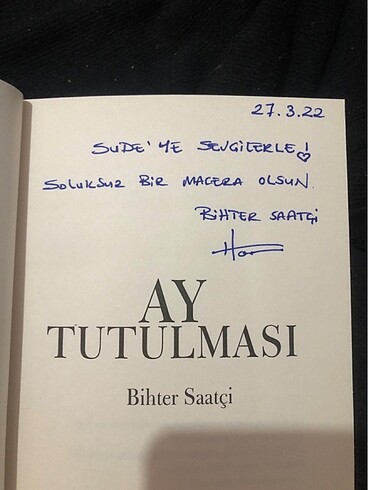 27.3.22
SUDE'YE SEVGİLERLE!
SOLUKSUZ BİR MACERA OLSUN.
BİHTER SAATÇİ
AY
TUTULMASI
Bihter Saatçi